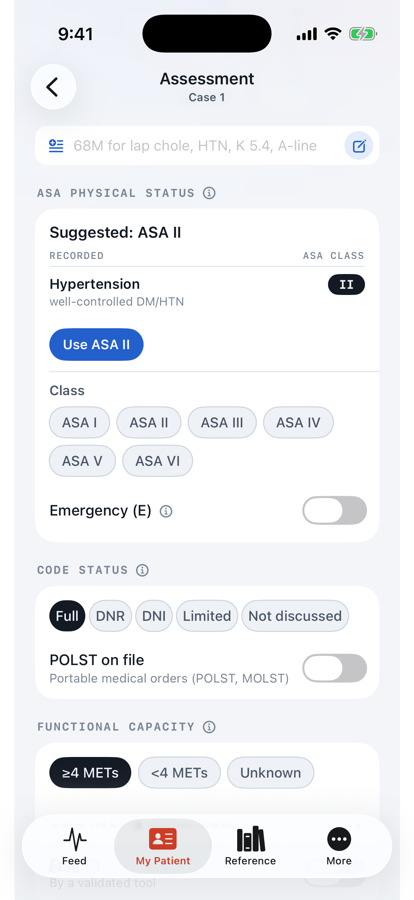 9:41
Assessment
Case 1
68M for lap chole, HTN, K 5.4, A-line
ASA PHYSICAL STATUS
Suggested: ASA II
RECORDED ASA CLASS
Hypertension II
well-controlled DM/HTN
Use ASA II
Class
ASA I ASA II ASA III ASA IV
ASA V ASA VI
Emergency (E)
CODE STATUS
Full DNR DNI Limited Not discussed
POLST on file
Portable medical orders (POLST, MOLST)
FUNCTIONAL CAPACITY
≥4 METs <4 METs Unknown
Feed My Patient Reference More
By a validated tool